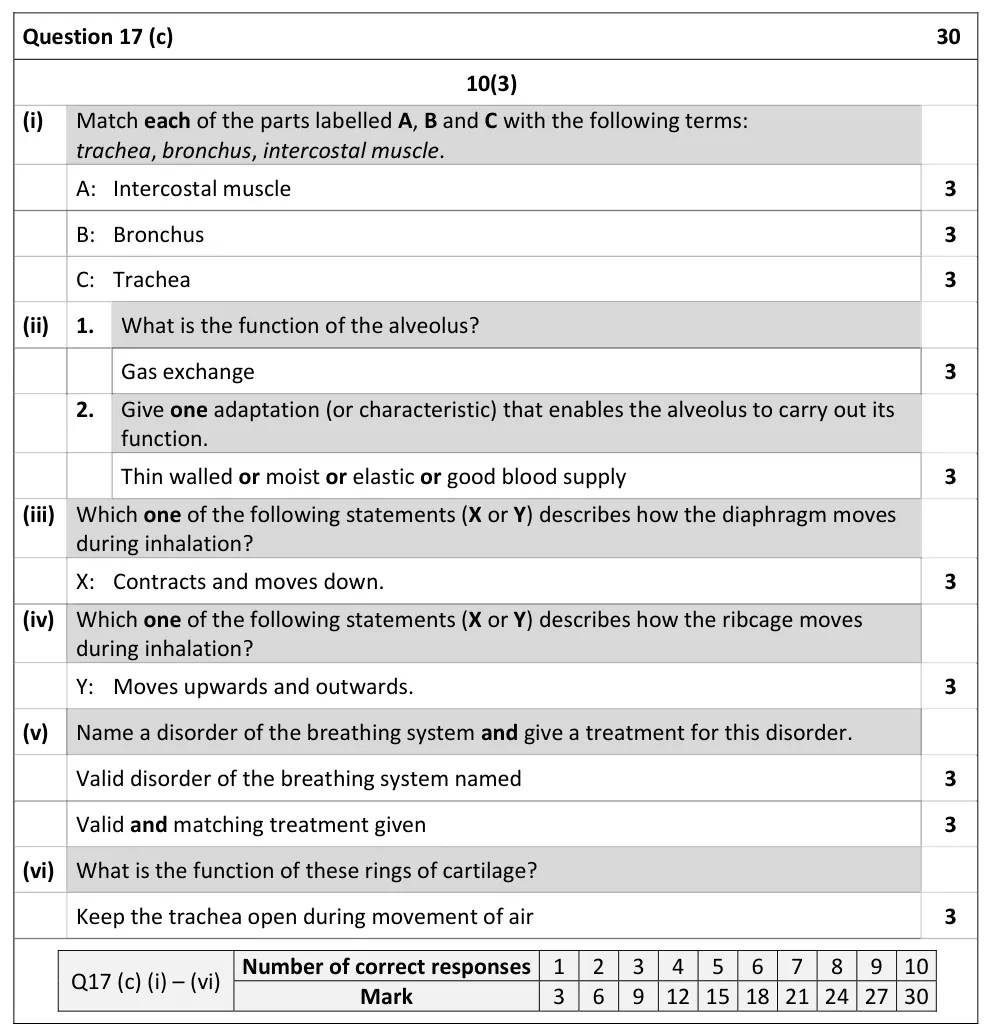 Question 17 (c) 30
10(3)
(i) Match each of the parts labelled A, B and C with the following terms:
trachea, bronchus, intercostal muscle.
A: Intercostal muscle 3
B: Bronchus 3
C: Trachea 3
(ii) 1. What is the function of the alveolus?
Gas exchange 3
2. Give one adaptation (or characteristic) that enables the alveolus to carry out its
function.
Thin walled or moist or elastic or good blood supply 3
(iii) Which one of the following statements (X or Y) describes how the diaphragm moves
during inhalation?
X: Contracts and moves down. 3
(iv) Which one of the following statements (X or Y) describes how the ribcage moves
during inhalation?
Y: Moves upwards and outwards. 3
(v) Name a disorder of the breathing system and give a treatment for this disorder.
Valid disorder of the breathing system named 3
Valid and matching treatment given 3
(vi) What is the function of these rings of cartilage?
Keep the trachea open during movement of air 3
Q17 (c) (i) – (vi) Number of correct responses 1 2 3 4 5 6 7 8 9 10
Mark 3 6 9 12 15 18 21 24 27 30